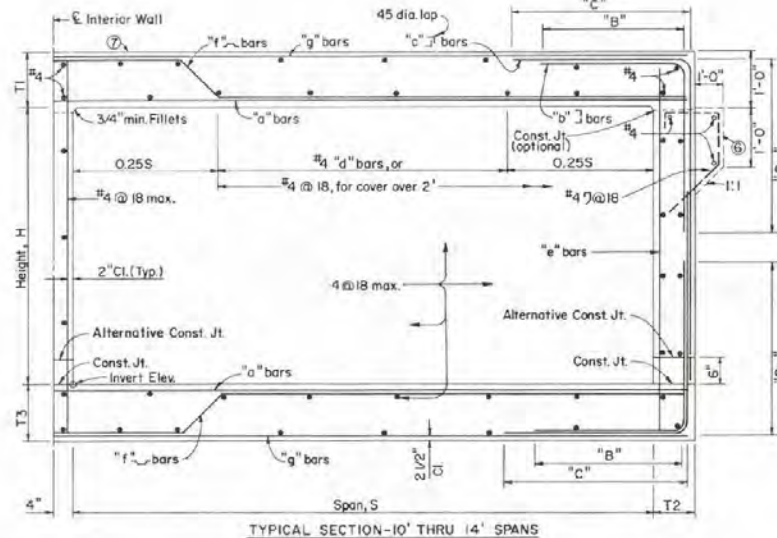 ℄ Interior Wall
45 dia. lap
"C"
"B"
⑦
"f" bars
"g" bars
"c" bars
#4
T1
#4
1'-0"
1'-0"
3/4" min. Fillets
"a" bars
"b" bars
Const. Jt.
(optional)
#4
⑥
1'-0"
0.25S
#4 "d" bars, or
0.25S
#4 @ 18 max.
#4 @ 18, for cover over 2'
#4 @ 18
1:1
Height, H
2" Cl. (Typ.)
"e" bars
4 @ 18 max.
Alternative Const. Jt.
Alternative Const. Jt.
Const. Jt.
Const. Jt.
Invert Elev.
"a" bars
6"
T3
"f" bars
"g" bars
2 1/2"
Cl.
"B"
"C"
4"
Span, S
T2
TYPICAL SECTION-10' THRU 14' SPANS